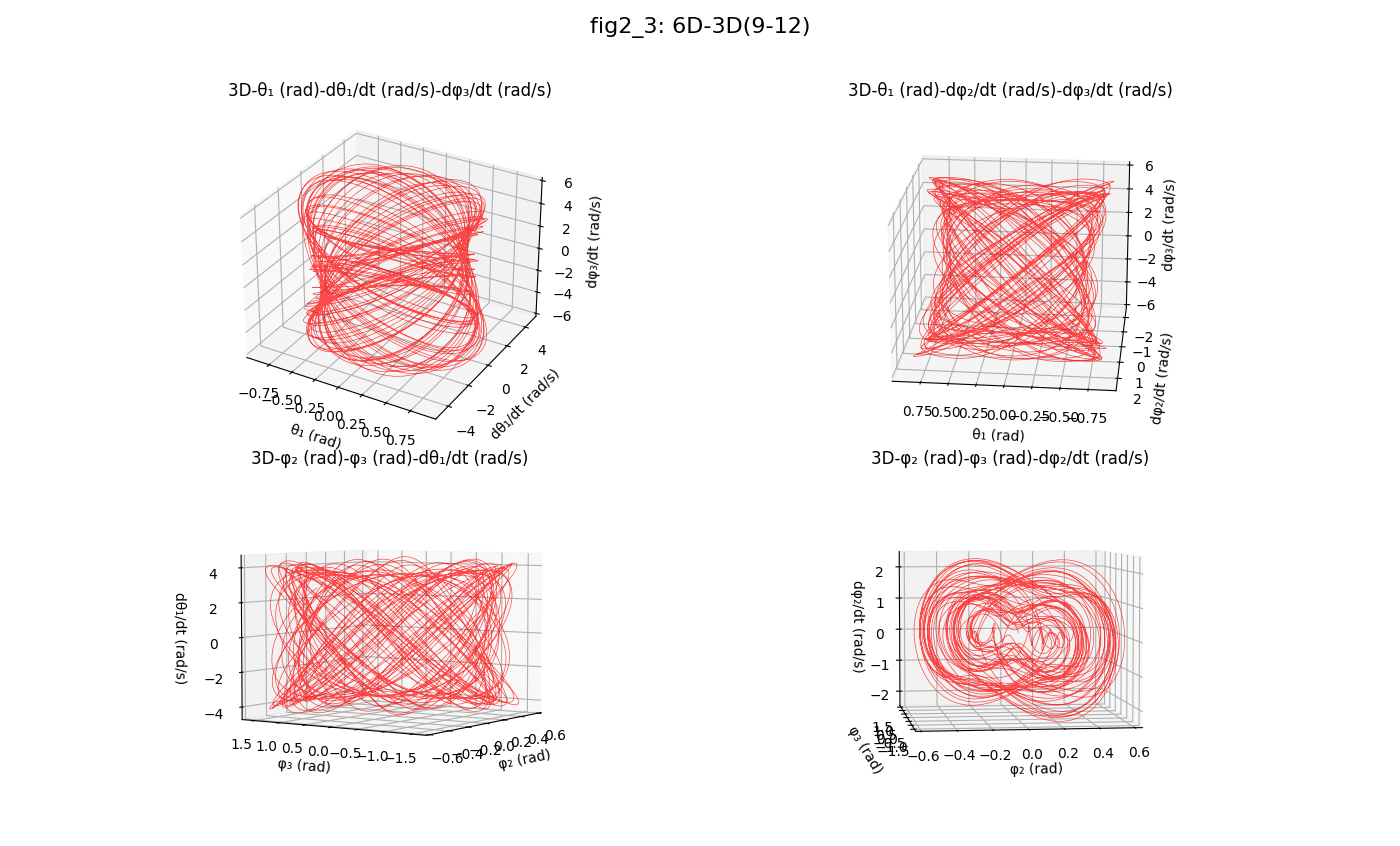 fig2_3: 6D-3D(9-12)
3D-θ₁ (rad)-dθ₁/dt (rad/s)-dφ₃/dt (rad/s)
6
4
2
0
−2
−4
−6
dφ₃/dt (rad/s)
4
2
0
−2
−4
dθ₁/dt (rad/s)
−0.75
−0.50
−0.25
0.00
0.25
0.50
0.75
θ₁ (rad)
3D-θ₁ (rad)-dφ₂/dt (rad/s)-dφ₃/dt (rad/s)
6
4
2
0
−2
−4
−6
dφ₃/dt (rad/s)
−2
−1
0
1
2
dφ₂/dt (rad/s)
0.75 0.50 0.25 0.00 −0.25 −0.50 −0.75
θ₁ (rad)
3D-φ₂ (rad)-φ₃ (rad)-dθ₁/dt (rad/s)
4
2
0
−2
−4
dθ₁/dt (rad/s)
1.5 1.0 0.5 0.0 −0.5 −1.0 −1.5
φ₃ (rad)
−0.6 −0.4 −0.2 0.0 0.2 0.4 0.6
φ₂ (rad)
3D-φ₂ (rad)-φ₃ (rad)-dφ₂/dt (rad/s)
2
1
0
−1
−2
dφ₂/dt (rad/s)
1.5
−1.5
φ₃ (rad)
−0.6 −0.4 −0.2 0.0 0.2 0.4 0.6
φ₂ (rad)